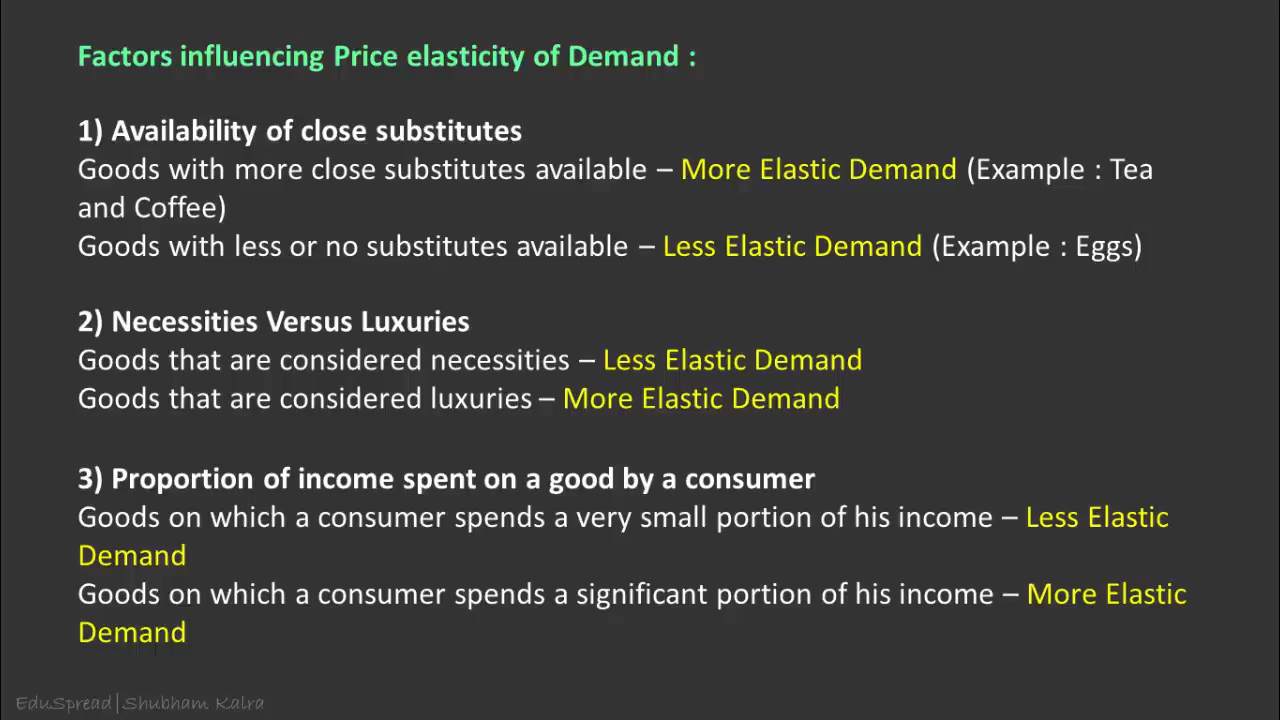 Factors influencing Price elasticity of Demand :
1) Availability of close substitutes
Goods with more close substitutes available – More Elastic Demand (Example : Tea
and Coffee)
Goods with less or no substitutes available – Less Elastic Demand (Example : Eggs)
2) Necessities Versus Luxuries
Goods that are considered necessities – Less Elastic Demand
Goods that are considered luxuries – More Elastic Demand
3) Proportion of income spent on a good by a consumer
Goods on which a consumer spends a very small portion of his income – Less Elastic
Demand
Goods on which a consumer spends a significant portion of his income – More Elastic
Demand
EduSpread|Shubham Kalra